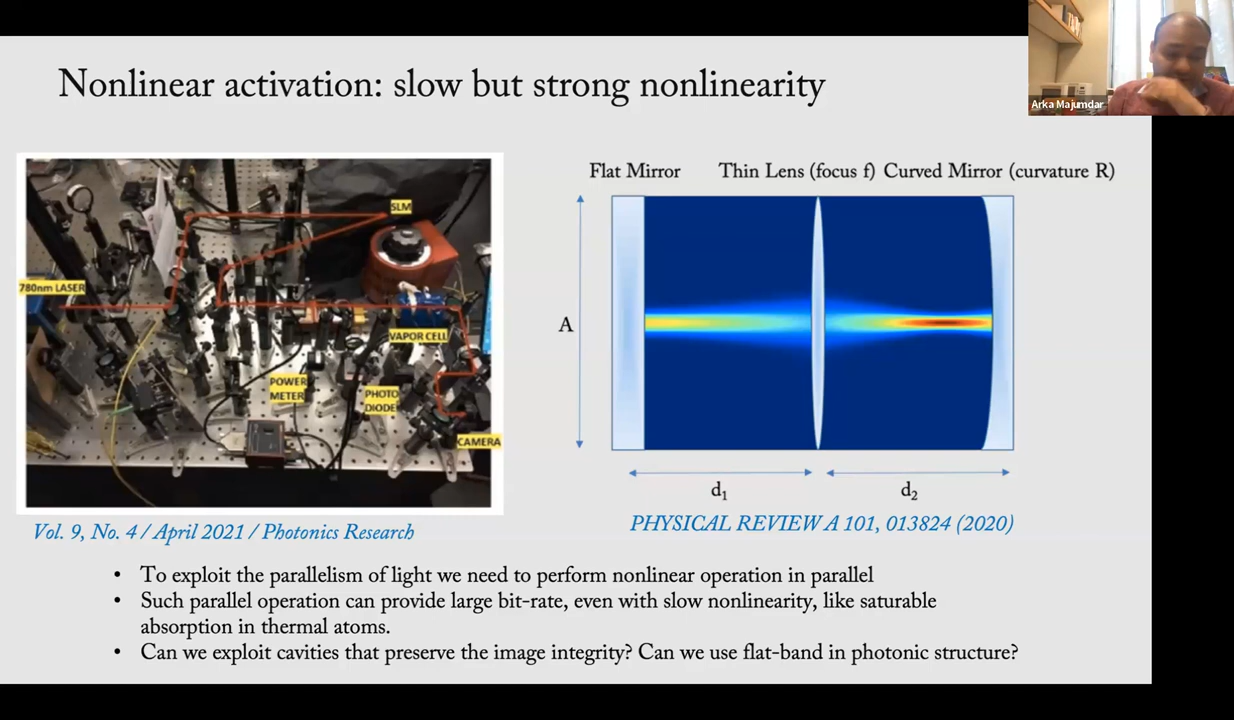 Nonlinear activation: slow but strong nonlinearity
Arka Majumdar
Flat Mirror
Thin Lens (focus f)
Curved Mirror (curvature R)
SLM
780nm LASER
VAPOR CELL
POWER
METER
PHOTO
DIODE
CAMERA
A
d₁
d₂
Vol. 9, No. 4 / April 2021 / Photonics Research
PHYSICAL REVIEW A 101, 013824 (2020)
• To exploit the parallelism of light we need to perform nonlinear operation in parallel
• Such parallel operation can provide large bit-rate, even with slow nonlinearity, like saturable
absorption in thermal atoms.
• Can we exploit cavities that preserve the image integrity? Can we use flat-band in photonic structure?